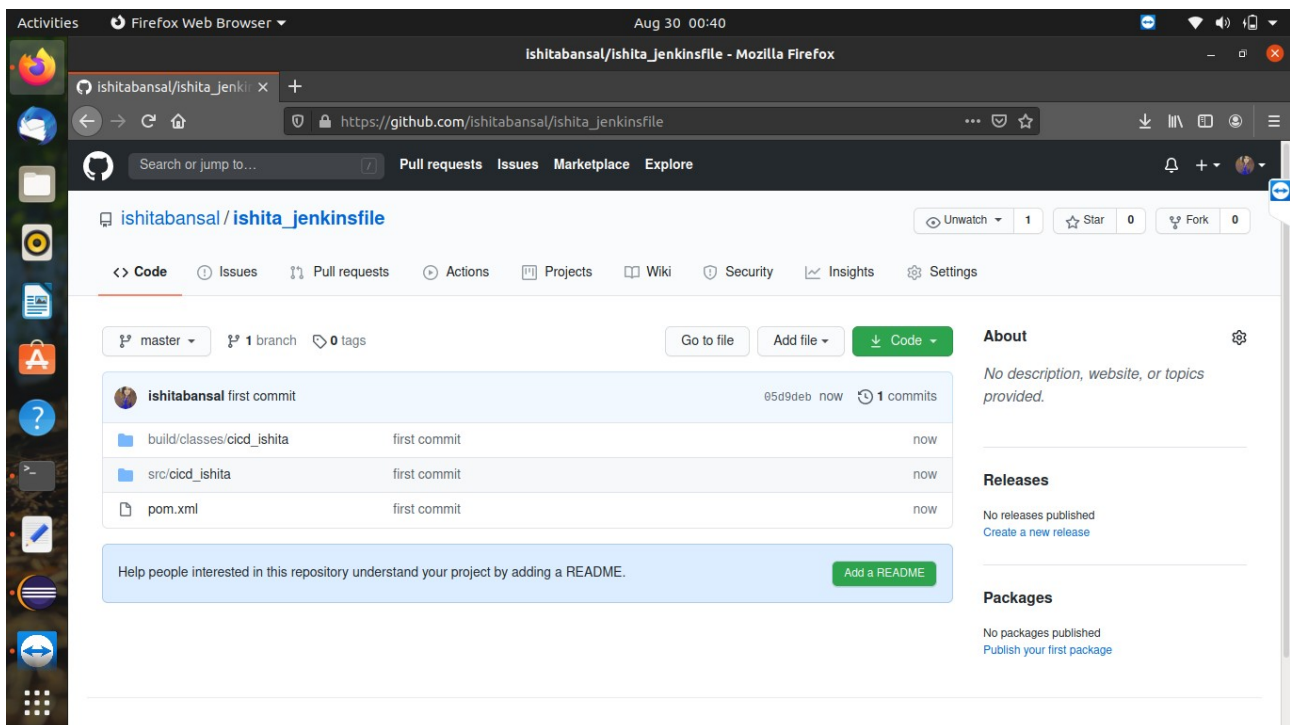 Activities Firefox Web Browser Aug 30 00:40
ishitabansal/ishita_jenkinsfile - Mozilla Firefox
ishitabansal/ishita_jenkin
https://github.com/ishitabansal/ishita_jenkinsfile
Search or jump to... / Pull requests Issues Marketplace Explore
ishitabansal / ishita_jenkinsfile Unwatch 1 Star 0 Fork 0
<> Code Issues Pull requests Actions Projects Wiki Security Insights Settings
master 1 branch 0 tags Go to file Add file Code
ishitabansal first commit 05d9deb now 1 commits
build/classes/cicd_ishita first commit now
src/cicd_ishita first commit now
pom.xml first commit now
Help people interested in this repository understand your project by adding a README. Add a README
About
No description, website, or topics
provided.
Releases
No releases published
Create a new release
Packages
No packages published
Publish your first package